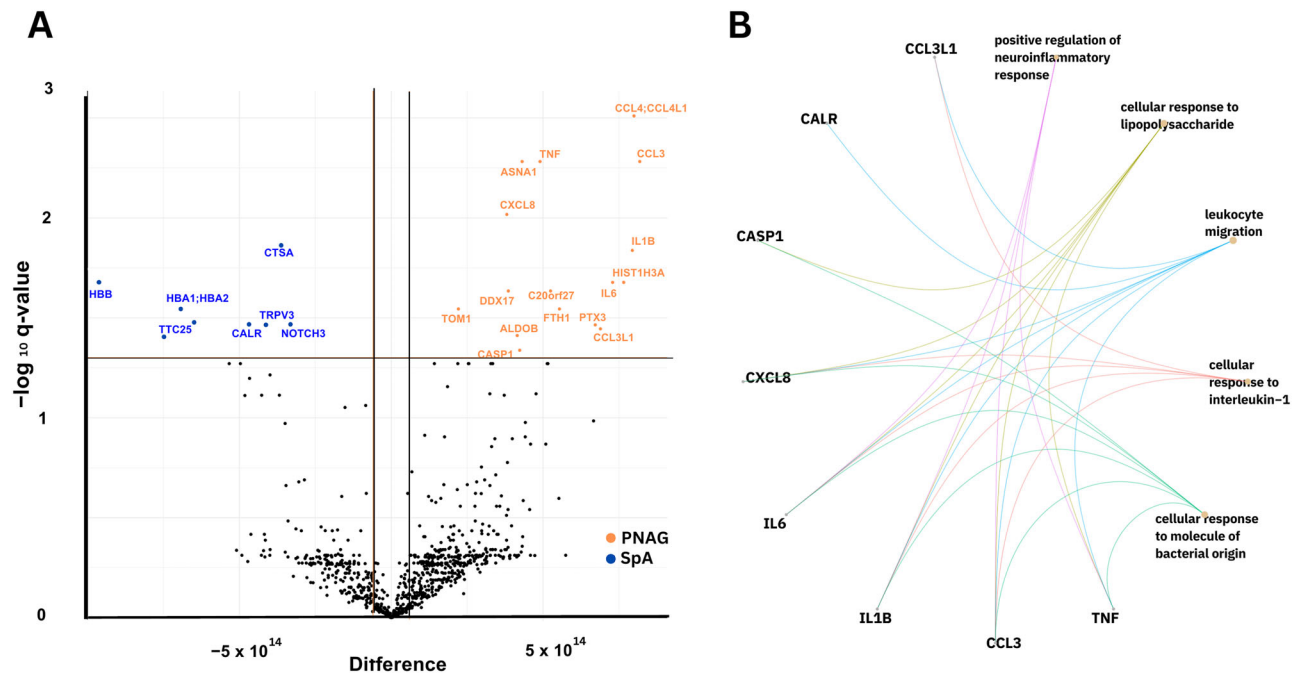 A
B
3
2
1
0
−log 10 q-value
CCL4;CCL4L1
TNF
CCL3
ASNA1
CXCL8
IL1B
CTSA
HIST1H3A
HBB
HBA1;HBA2
IL6
DDX17
C20orf27
TOM1
FTH1
PTX3
TTC25
CALR
TRPV3
NOTCH3
ALDOB
CCL3L1
CASP1
PNAG
SpA
−5 x 10^14
5 x 10^14
Difference
CCL3L1
positive regulation of
neuroinflammatory
response
CALR
cellular response to
lipopolysaccharide
CASP1
leukocyte
migration
CXCL8
cellular
response to
interleukin−1
IL6
cellular response
to molecule of
bacterial origin
IL1B
CCL3
TNF